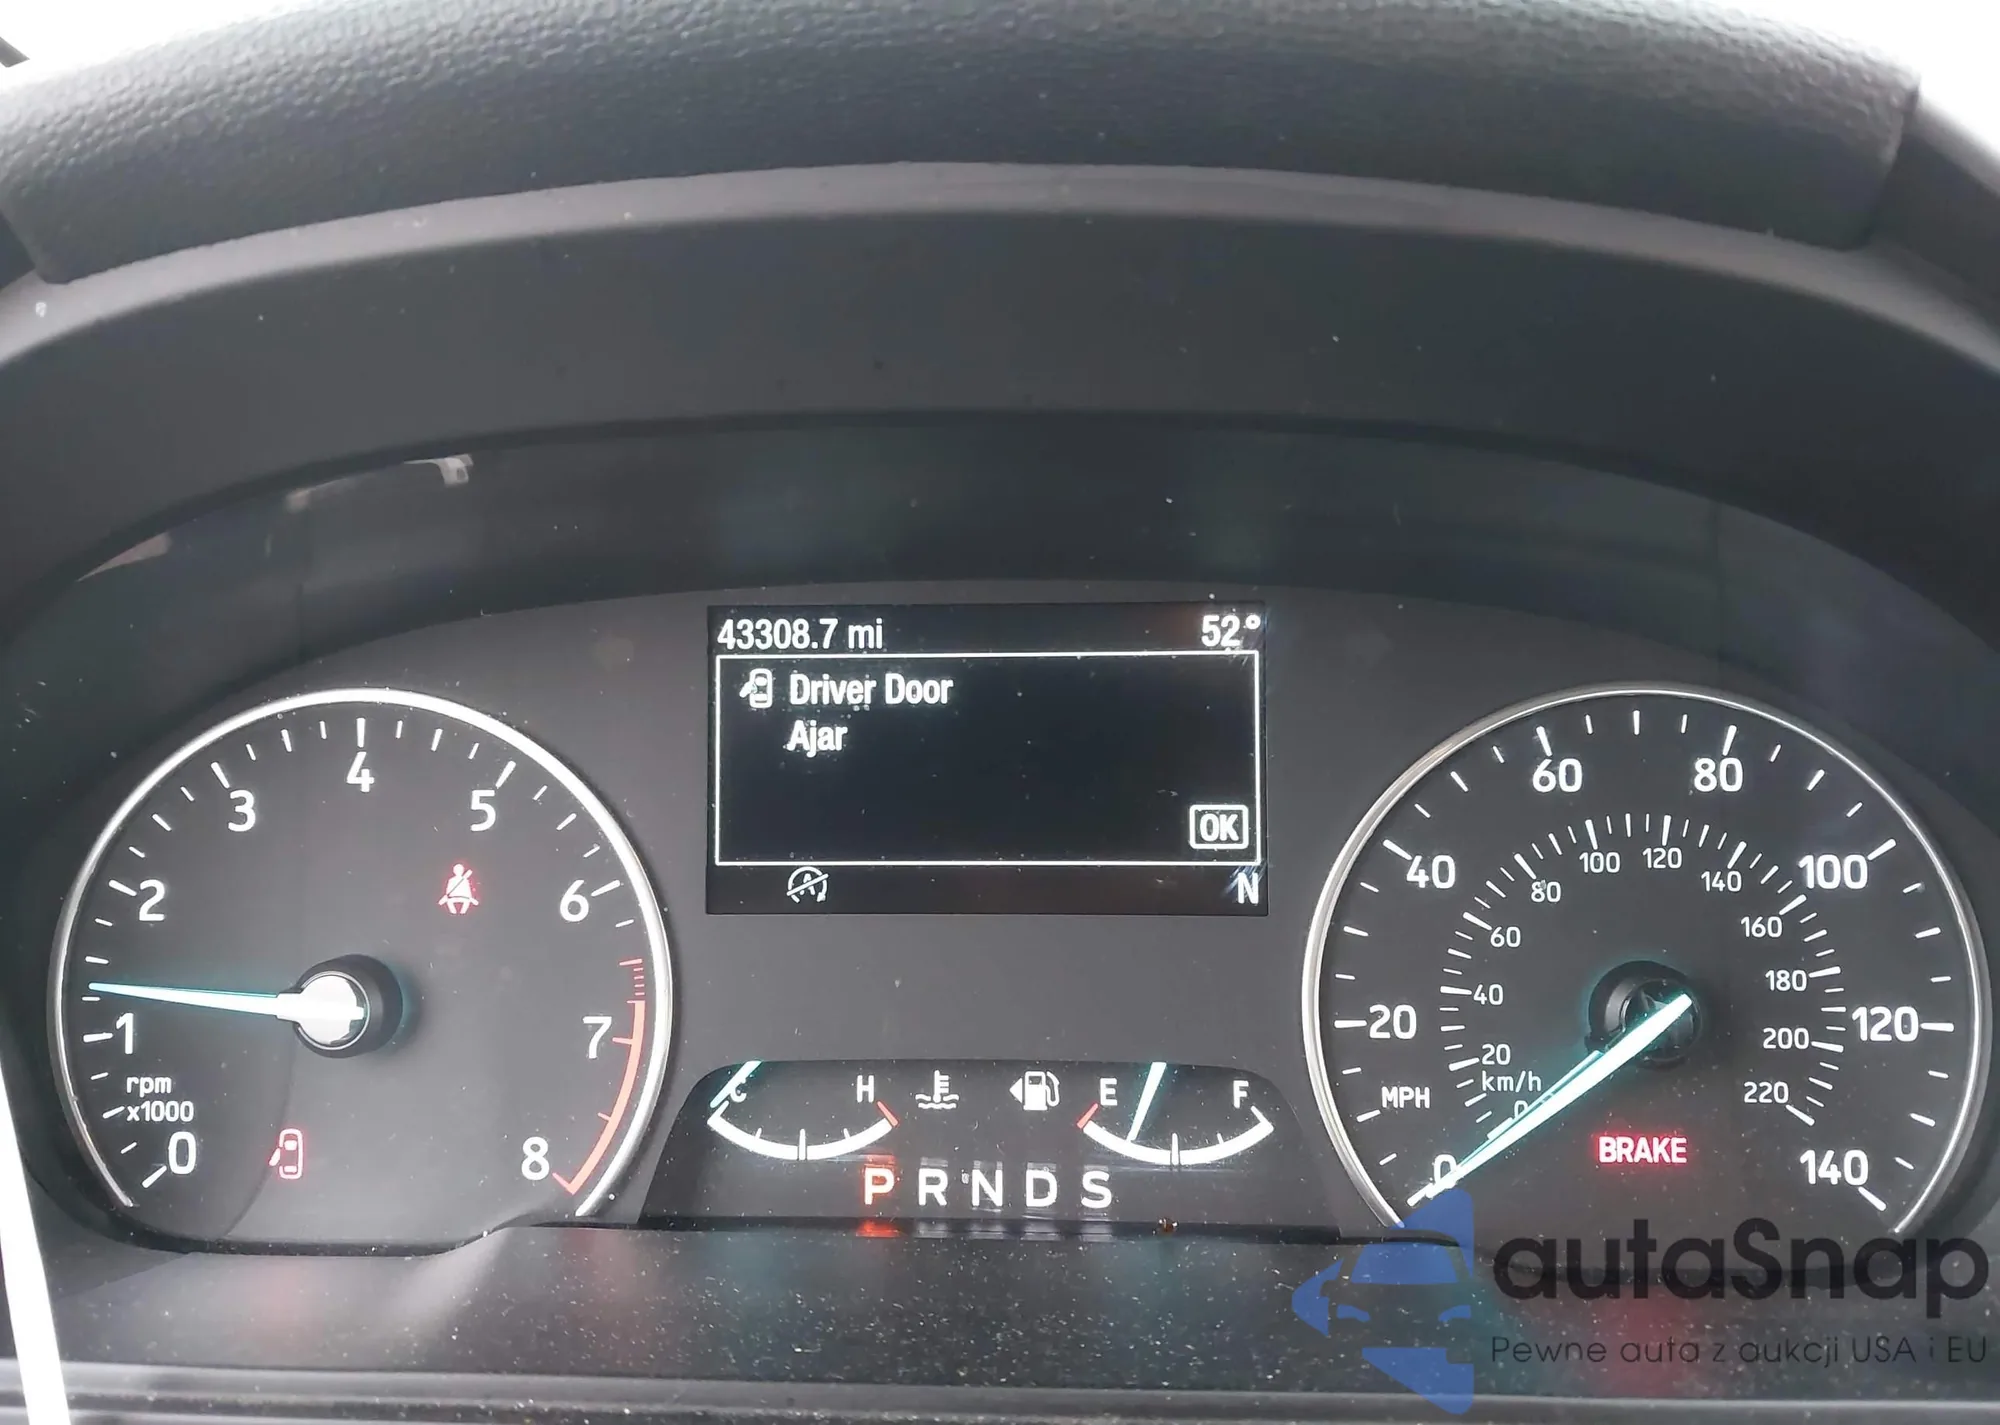 43308.7 mi 52°
Driver Door
Ajar
OK
N
0 1 2 3 4 5 6 7 8
rpm
x1000
C H E F
P R N D S
0 20 40 60 80 100 120 140
MPH
0 20 40 60 80 100 120 140 160 180 200 220
km/h
BRAKE
autaSnap
Pewne auta z aukcji USA i EU